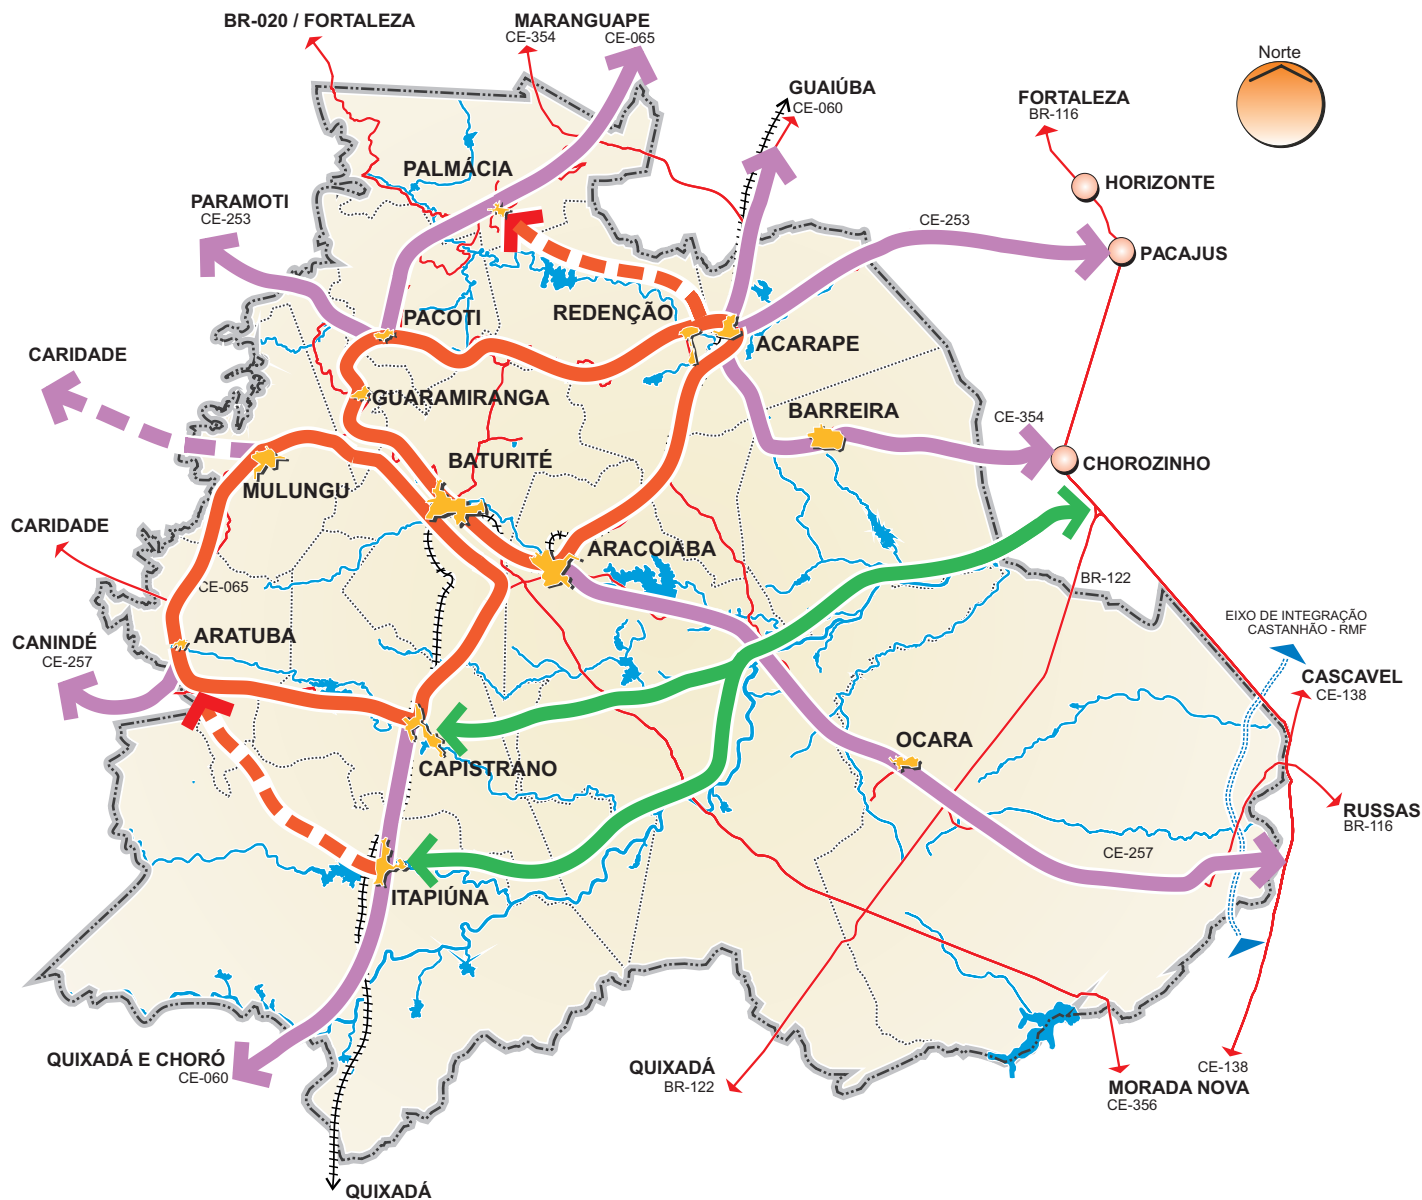 BR-020 / FORTALEZA
MARANGUAPE
CE-354
CE-065
Norte
GUAIÚBA
CE-060
FORTALEZA
BR-116
PALMÁCIA
HORIZONTE
PARAMOTI
CE-253
CE-253
PACAJUS
PACOTI
REDENÇÃO
ACARAPE
CARIDADE
GUARAMIRANGA
BARREIRA
CE-354
BATURITÉ
CHOROZINHO
MULUNGU
CARIDADE
ARACOIABA
BR-122
CE-065
EIXO DE INTEGRAÇÃO
CASTANHÃO - RMF
ARATUBA
CANINDÉ
CE-257
CASCAVEL
CE-138
OCARA
CAPISTRANO
RUSSAS
BR-116
CE-257
ITAPIÚNA
QUIXADÁ E CHORÓ
CE-060
QUIXADÁ
BR-122
CE-138
MORADA NOVA
CE-356
QUIXADÁ